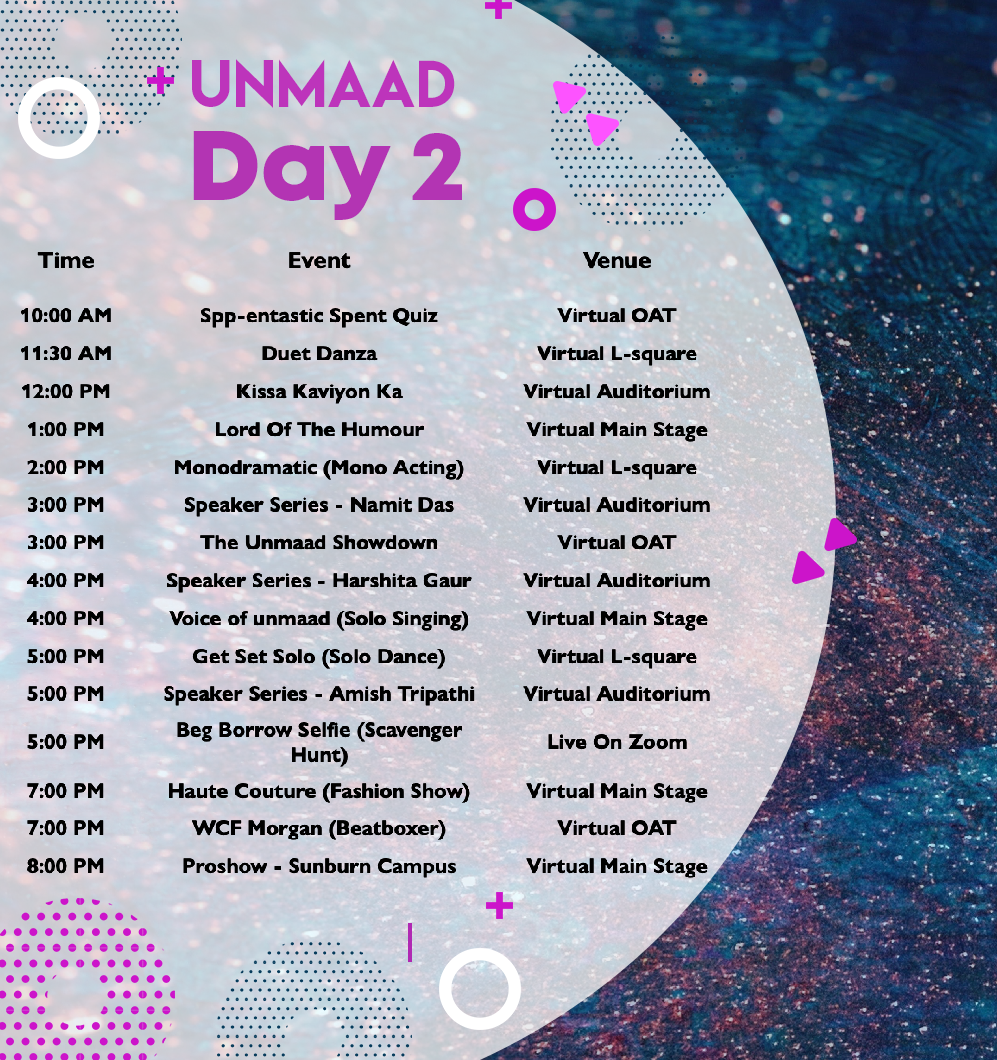 UNMAAD
Day 2
Time Event Venue
10:00 AM Spp-entastic Spent Quiz Virtual OAT
11:30 AM Duet Danza Virtual L-square
12:00 PM Kissa Kaviyon Ka Virtual Auditorium
1:00 PM Lord Of The Humour Virtual Main Stage
2:00 PM Monodramatic (Mono Acting) Virtual L-square
3:00 PM Speaker Series - Namit Das Virtual Auditorium
3:00 PM The Unmaad Showdown Virtual OAT
4:00 PM Speaker Series - Harshita Gaur Virtual Auditorium
4:00 PM Voice of unmaad (Solo Singing) Virtual Main Stage
5:00 PM Get Set Solo (Solo Dance) Virtual L-square
5:00 PM Speaker Series - Amish Tripathi Virtual Auditorium
5:00 PM Beg Borrow Selfie (Scavenger Live On Zoom
Hunt)
7:00 PM Haute Couture (Fashion Show) Virtual Main Stage
7:00 PM WCF Morgan (Beatboxer) Virtual OAT
8:00 PM Proshow - Sunburn Campus Virtual Main Stage